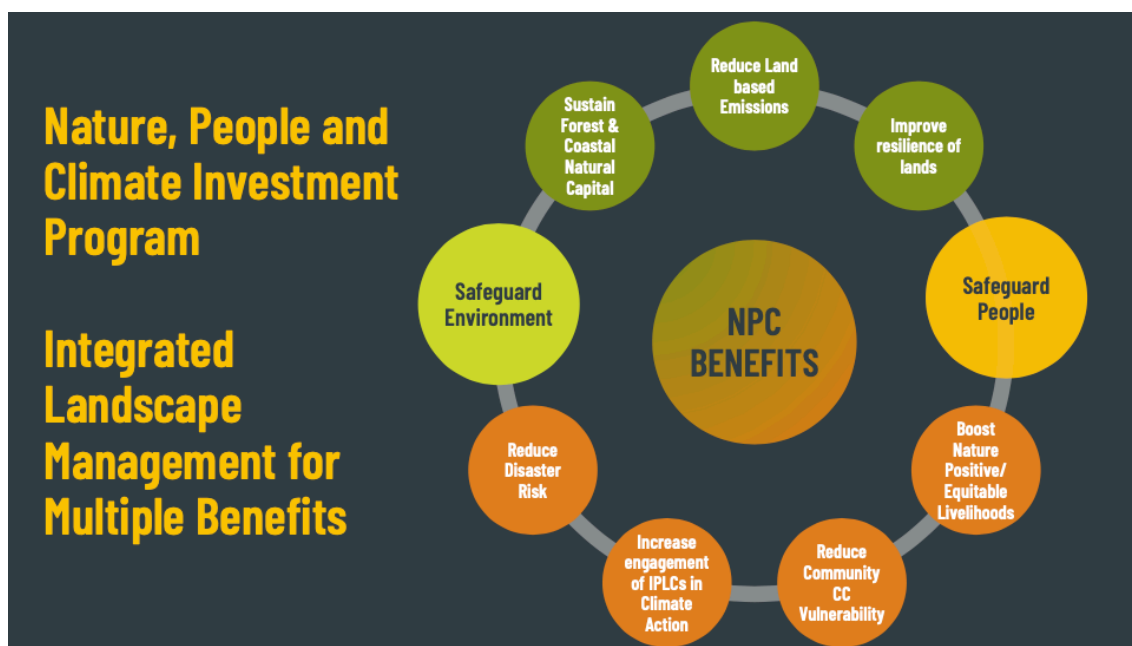 Nature, People and
Climate Investment
Program
Integrated
Landscape
Management for
Multiple Benefits
Reduce Land
based
Emissions
Sustain
Forest &
Coastal
Natural
Capital
Improve
resilience of
lands
Safeguard
Environment
NPC
BENEFITS
Safeguard
People
Reduce
Disaster
Risk
Boost
Nature
Positive/
Equitable
Livelihoods
Increase
engagement
of IPLCs in
Climate
Action
Reduce
Community
CC
Vulnerability